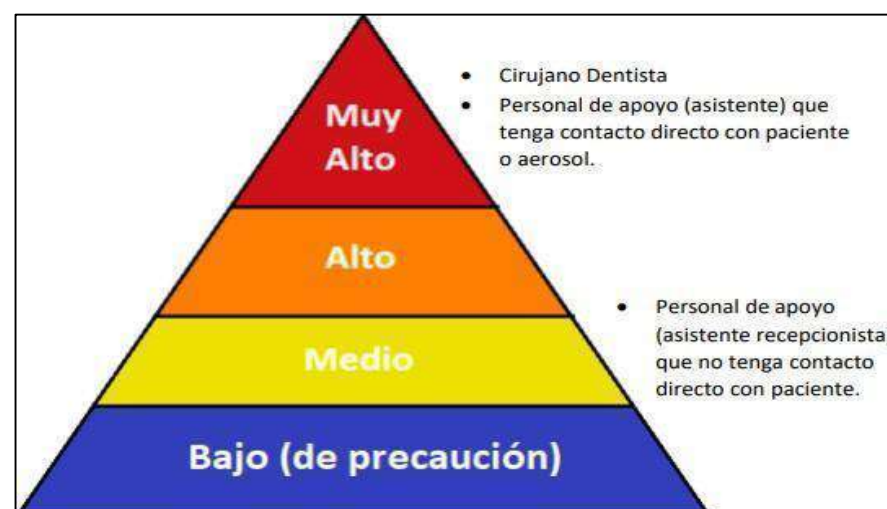 Muy
Alto
• Cirujano Dentista
• Personal de apoyo (asistente) que
tenga contacto directo con paciente
o aerosol.
Alto
Medio
• Personal de apoyo
(asistente recepcionista
que no tenga contacto
directo con paciente.
Bajo (de precaución)